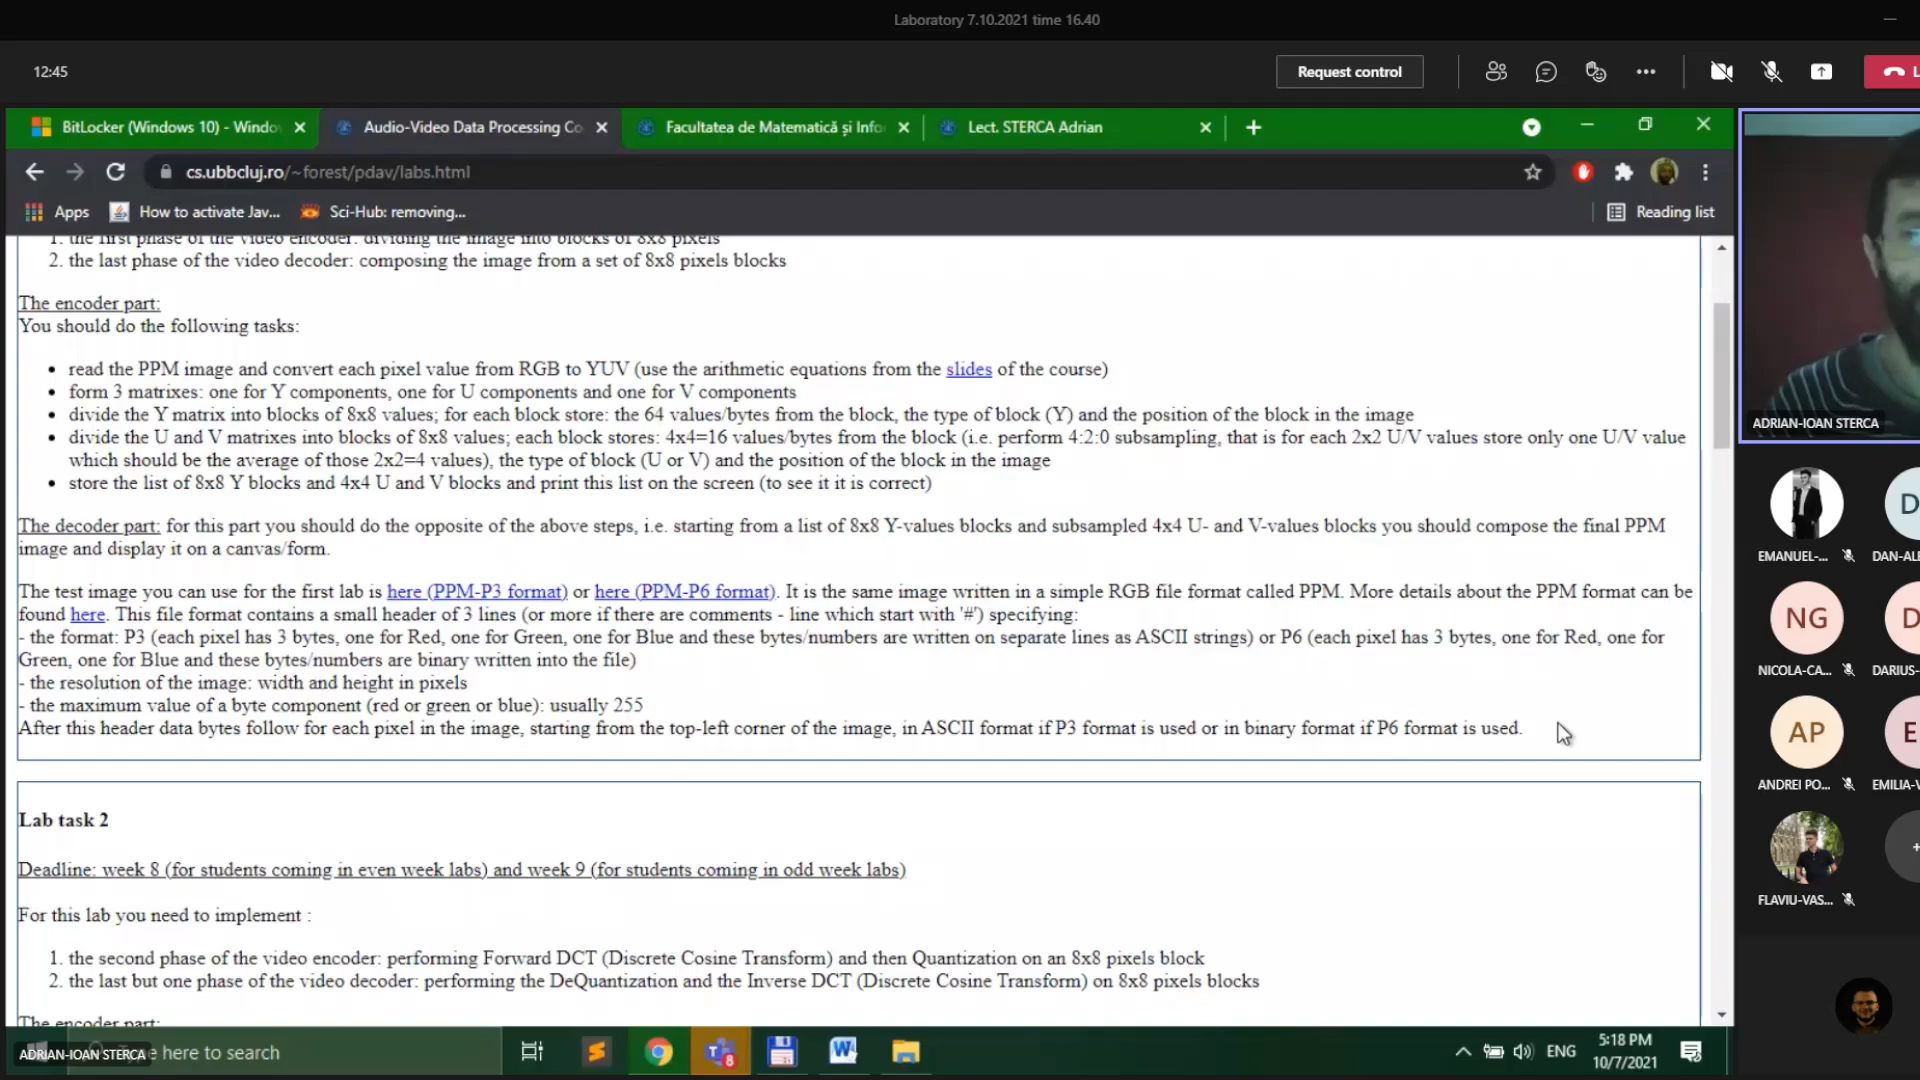 Laboratory 7.10.2021 time 16.40
12:45
Request control
BitLocker (Windows 10) - Windo
Audio-Video Data Processing Co
Facultatea de Matematică și Info
Lect. STERCA Adrian
cs.ubbcluj.ro/~forest/pdav/labs.html
Apps
How to activate Jav...
Sci-Hub: removing...
Reading list
1. the first phase of the video encoder: dividing the image into blocks of 8x8 pixels
2. the last phase of the video decoder: composing the image from a set of 8x8 pixels blocks
The encoder part:
You should do the following tasks:
• read the PPM image and convert each pixel value from RGB to YUV (use the arithmetic equations from the slides of the course)
• form 3 matrixes: one for Y components, one for U components and one for V components
• divide the Y matrix into blocks of 8x8 values; for each block store: the 64 values/bytes from the block, the type of block (Y) and the position of the block in the image
• divide the U and V matrixes into blocks of 8x8 values; each block stores: 4x4=16 values/bytes from the block (i.e. perform 4:2:0 subsampling, that is for each 2x2 U/V values store only one U/V value
which should be the average of those 2x2=4 values), the type of block (U or V) and the position of the block in the image
• store the list of 8x8 Y blocks and 4x4 U and V blocks and print this list on the screen (to see it it is correct)
The decoder part: for this part you should do the opposite of the above steps, i.e. starting from a list of 8x8 Y-values blocks and subsampled 4x4 U- and V-values blocks you should compose the final PPM
image and display it on a canvas/form.
The test image you can use for the first lab is here (PPM-P3 format) or here (PPM-P6 format). It is the same image written in a simple RGB file format called PPM. More details about the PPM format can be
found here. This file format contains a small header of 3 lines (or more if there are comments - line which start with '#') specifying:
- the format: P3 (each pixel has 3 bytes, one for Red, one for Green, one for Blue and these bytes/numbers are written on separate lines as ASCII strings) or P6 (each pixel has 3 bytes, one for Red, one for
Green, one for Blue and these bytes/numbers are binary written into the file)
- the resolution of the image: width and height in pixels
- the maximum value of a byte component (red or green or blue): usually 255
After this header data bytes follow for each pixel in the image, starting from the top-left corner of the image, in ASCII format if P3 format is used or in binary format if P6 format is used.
Lab task 2
Deadline: week 8 (for students coming in even week labs) and week 9 (for students coming in odd week labs)
For this lab you need to implement :
1. the second phase of the video encoder: performing Forward DCT (Discrete Cosine Transform) and then Quantization on an 8x8 pixels block
2. the last but one phase of the video decoder: performing the DeQuantization and the Inverse DCT (Discrete Cosine Transform) on 8x8 pixels blocks
The encoder part:
ADRIAN-IOAN STERCA
EMANUEL-...
D
DAN-ALE
NG
NICOLA-CA...
D
DARIUS-
AP
ANDREI PO...
E
EMILIA-V
FLAVIU-VAS...
ADRIAN-IOAN STERCA
here to search
8
ENG
5:18 PM
10/7/2021